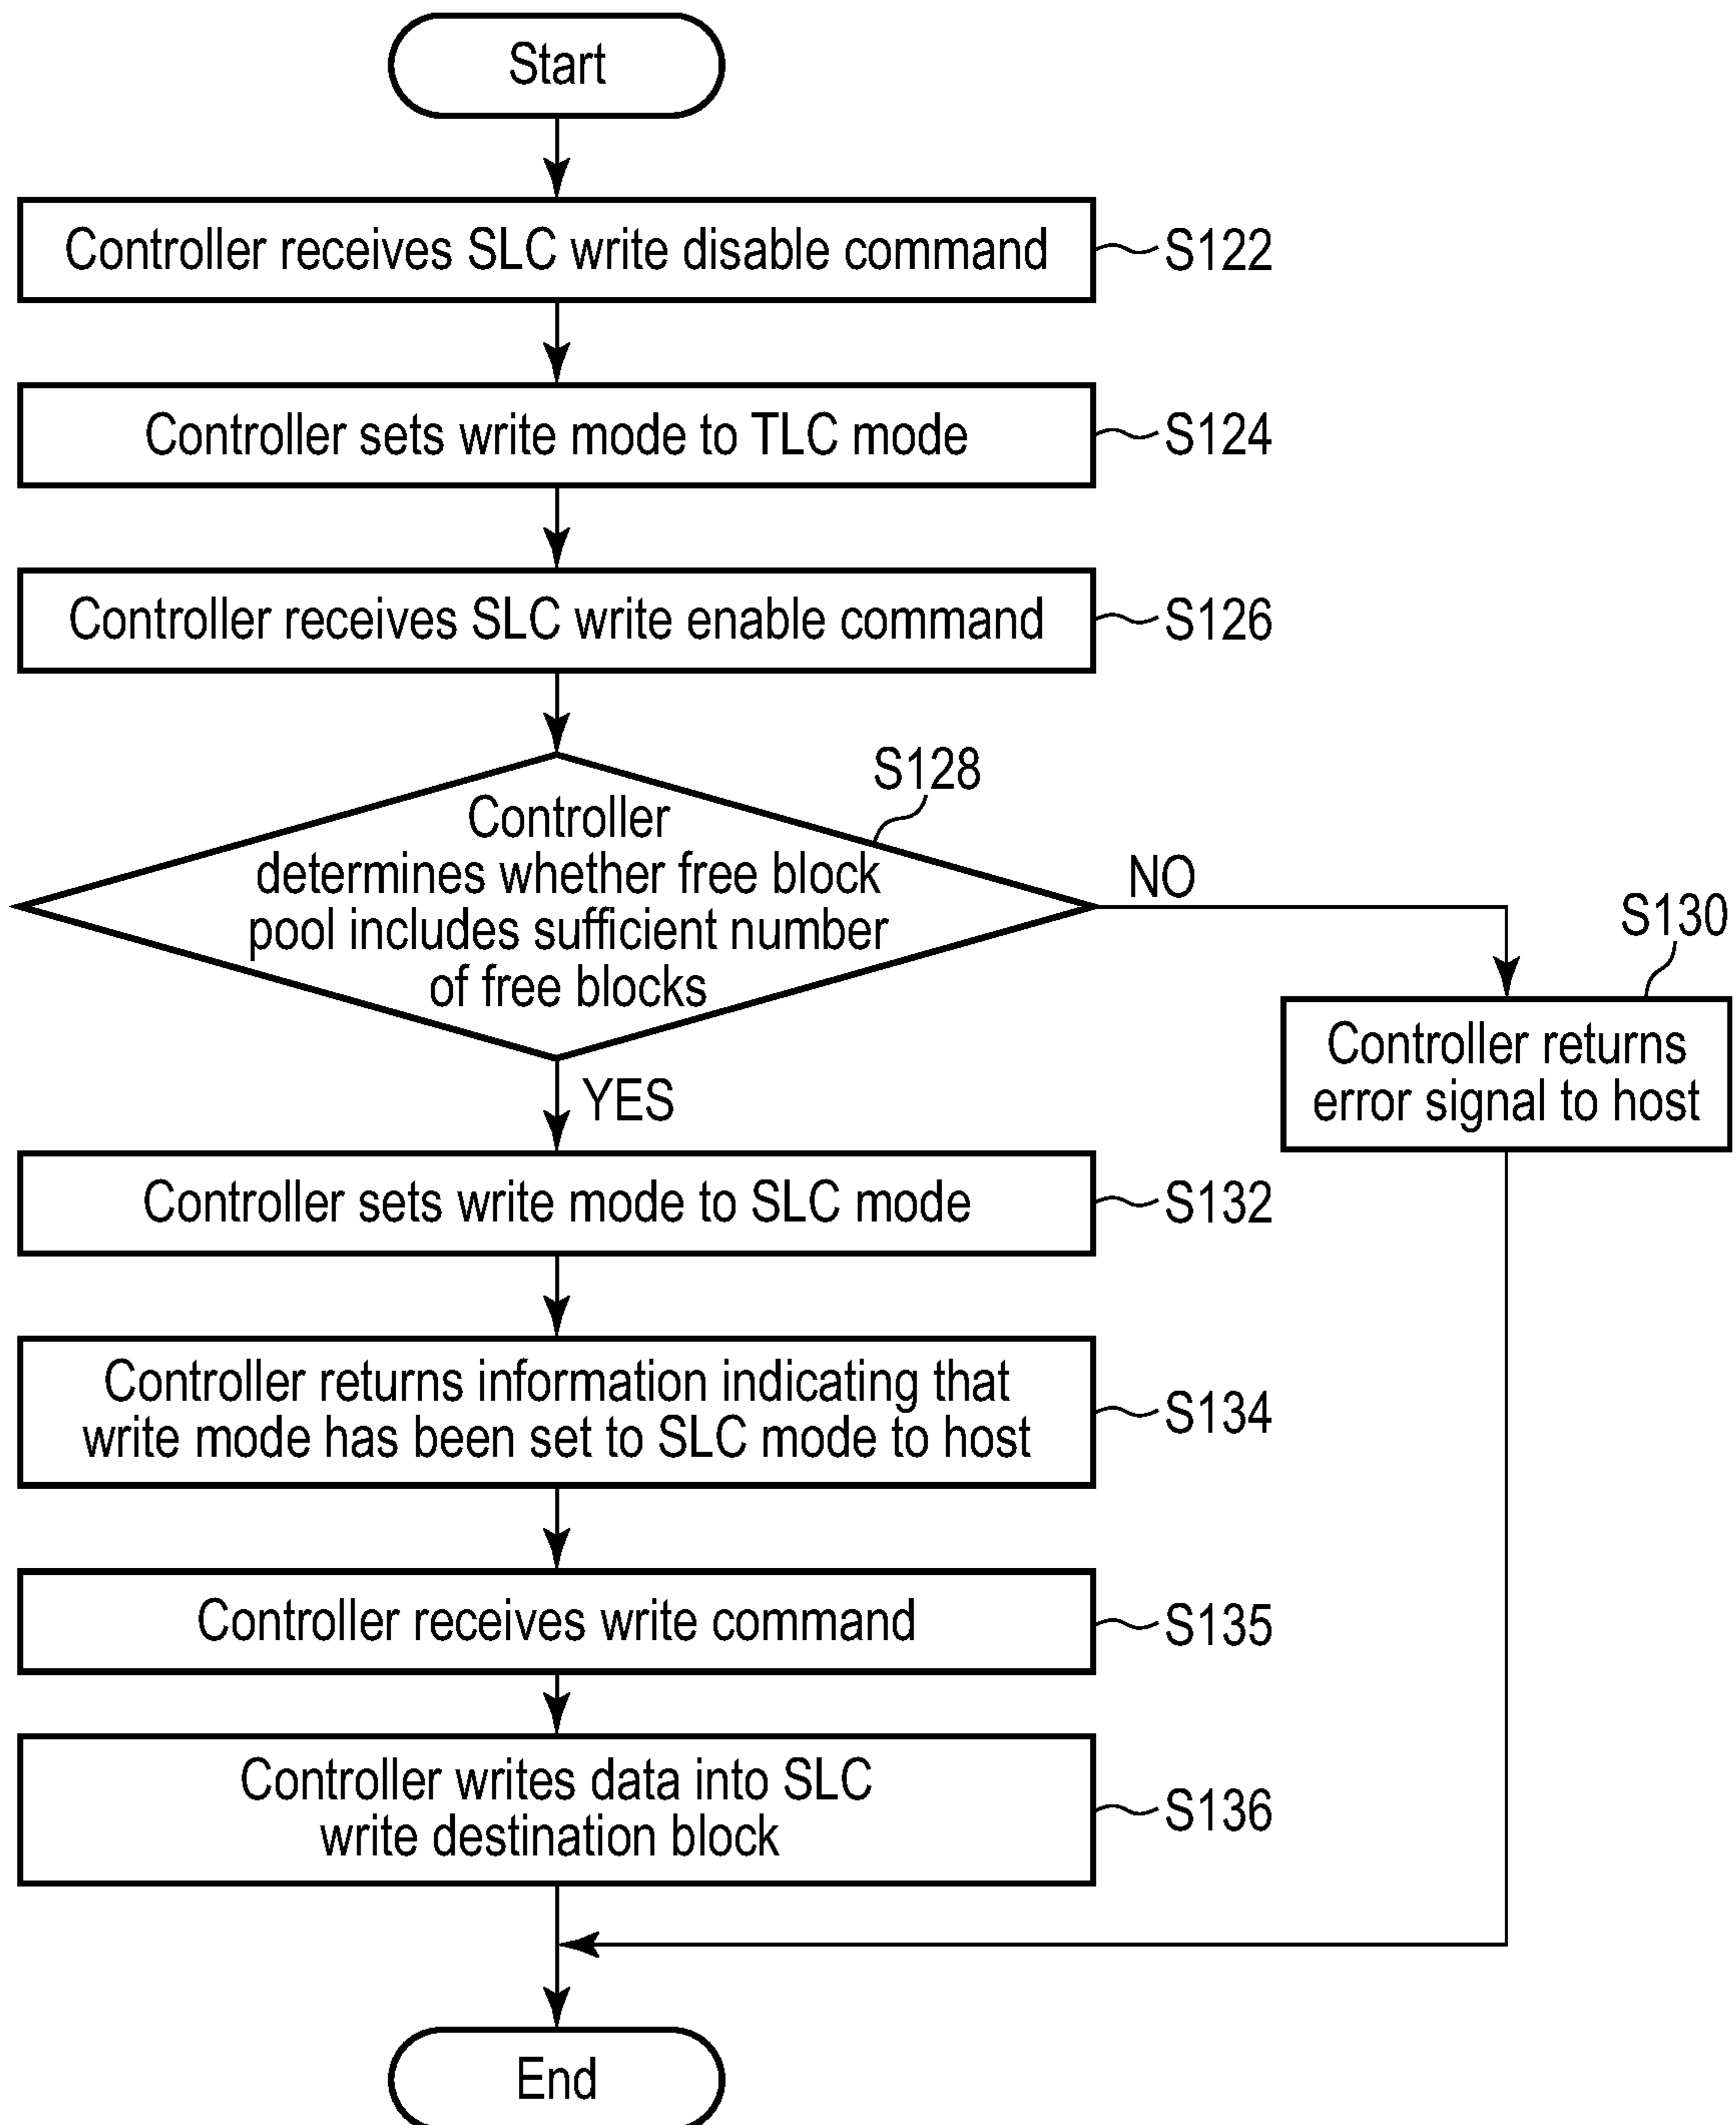 Start
Controller receives SLC write disable command
S122
Controller sets write mode to TLC mode
S124
Controller receives SLC write enable command
S126
S128
Controller
determines whether free block
pool includes sufficient number
of free blocks
NO
S130
Controller returns
error signal to host
YES
Controller sets write mode to SLC mode
S132
Controller returns information indicating that
write mode has been set to SLC mode to host
S134
Controller receives write command
S135
Controller writes data into SLC
write destination block
S136
End